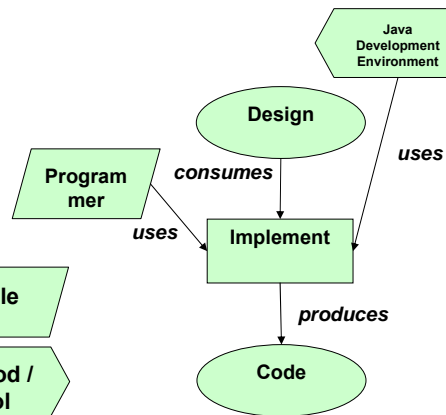 Java
Development
Environment
Design
uses
Program
mer
consumes
uses
Implement
le
produces
od /
ol
Code